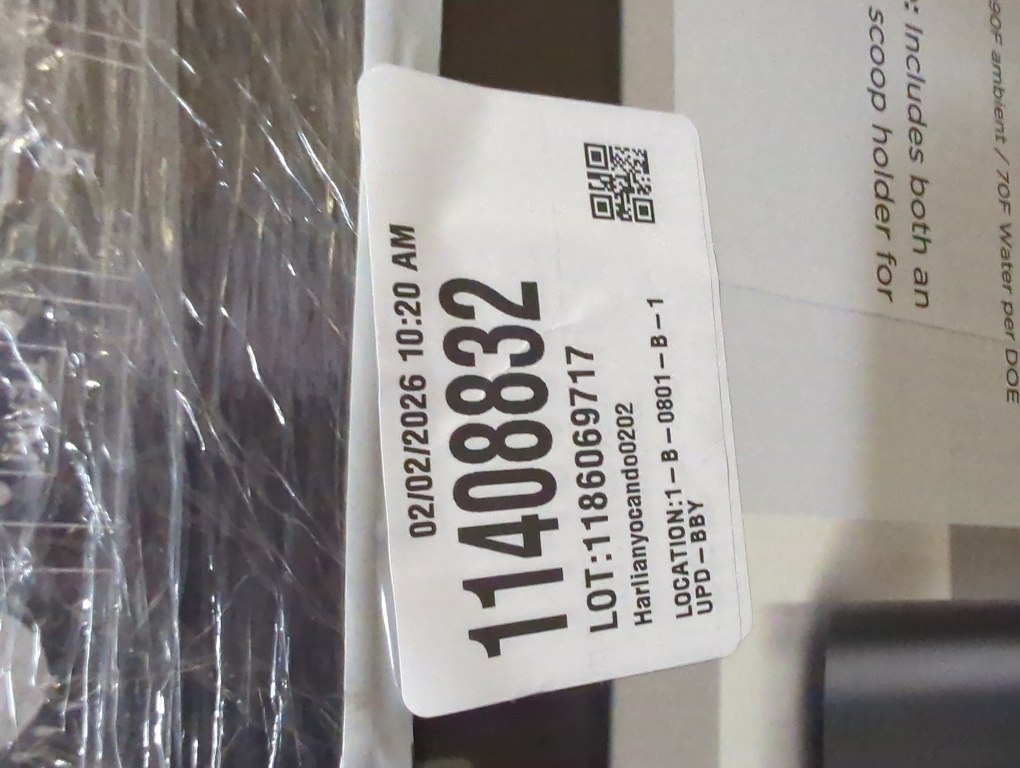 02/02/2026 10:20 AM
11408832
LOT:1186069717
Harlianyocando0202
LOCATION:1-B-0801-B-1
UPD-BBY
: Includes both an
scoop holder for
90F ambient / 70F Water per DOE